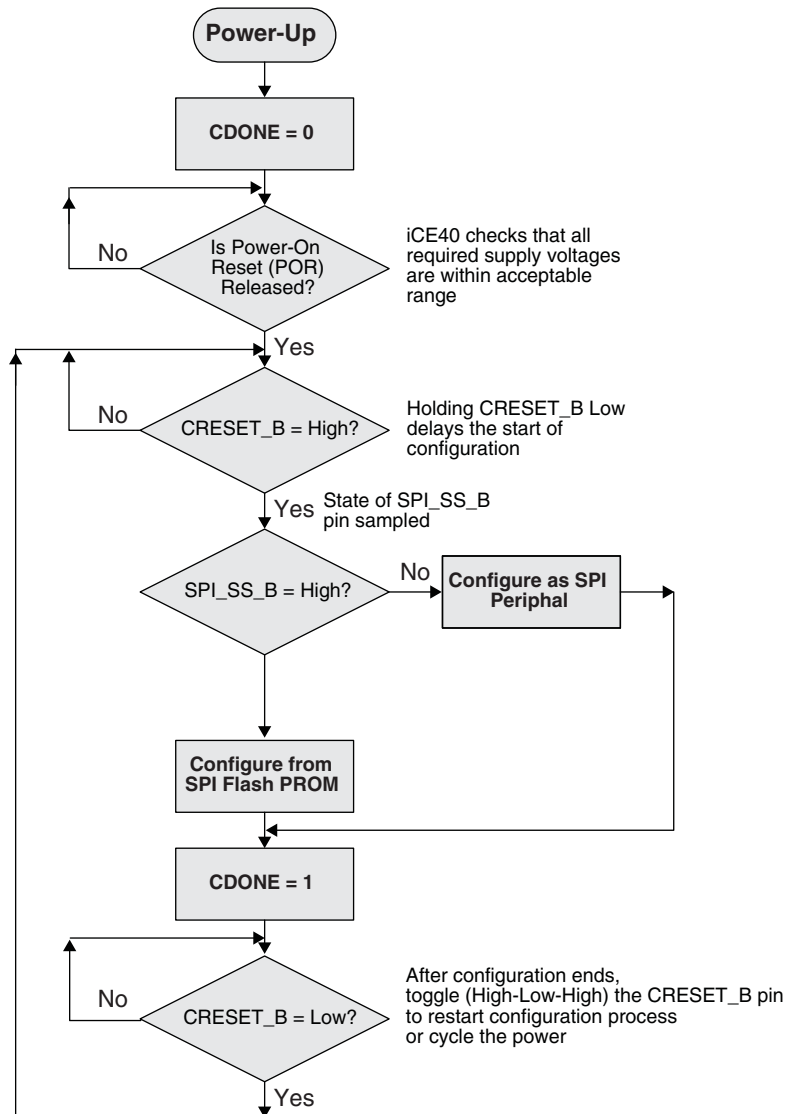 Power-Up
CDONE = 0
No
Is Power-On
Reset (POR)
Released?
iCE40 checks that all
required supply voltages
are within acceptable
range
Yes
No
CRESET_B = High?
Holding CRESET_B Low
delays the start of
configuration
Yes
State of SPI_SS_B
pin sampled
SPI_SS_B = High?
No
Configure as SPI
Periphal
Configure from
SPI Flash PROM
CDONE = 1
No
CRESET_B = Low?
After configuration ends,
toggle (High-Low-High) the CRESET_B pin
to restart configuration process
or cycle the power
Yes